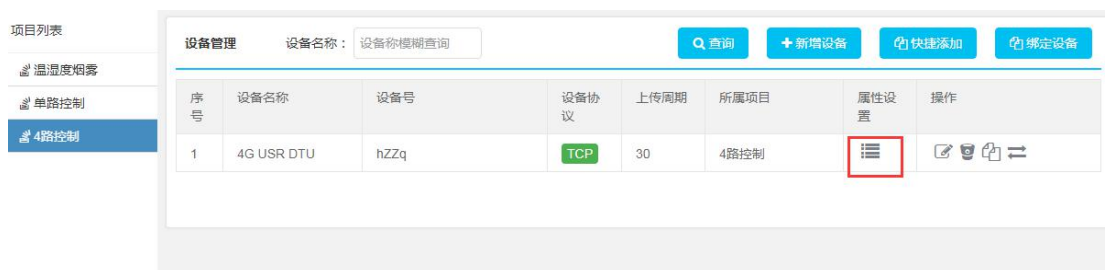 项目列表
温湿度烟雾
单路控制
4路控制
设备管理 设备名称： 设备称模糊查询 查询 新增设备 快捷添加 绑定设备
序号 设备名称 设备号 设备协议 上传周期 所属项目 属性设置 操作
1 4G USR DTU hZZq TCP 30 4路控制